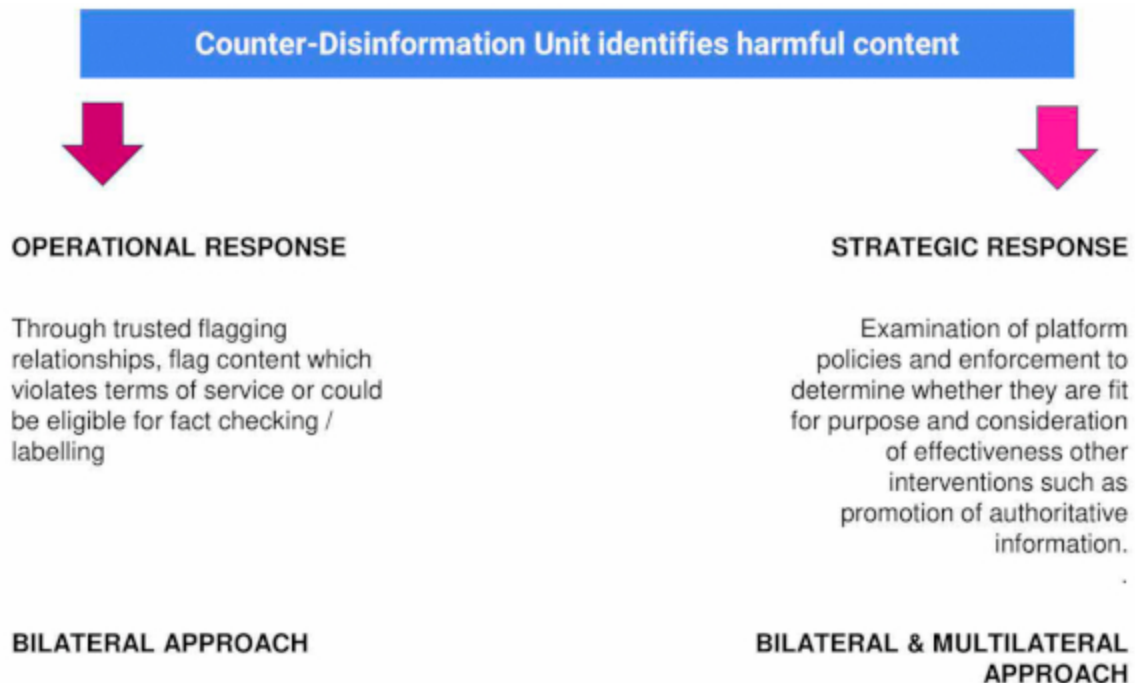 Counter-Disinformation Unit identifies harmful content
OPERATIONAL RESPONSE
Through trusted flagging
relationships, flag content which
violates terms of service or could
be eligible for fact checking /
labelling
BILATERAL APPROACH
STRATEGIC RESPONSE
Examination of platform
policies and enforcement to
determine whether they are fit
for purpose and consideration
of effectiveness other
interventions such as
promotion of authoritative
information.
.
BILATERAL & MULTILATERAL
APPROACH